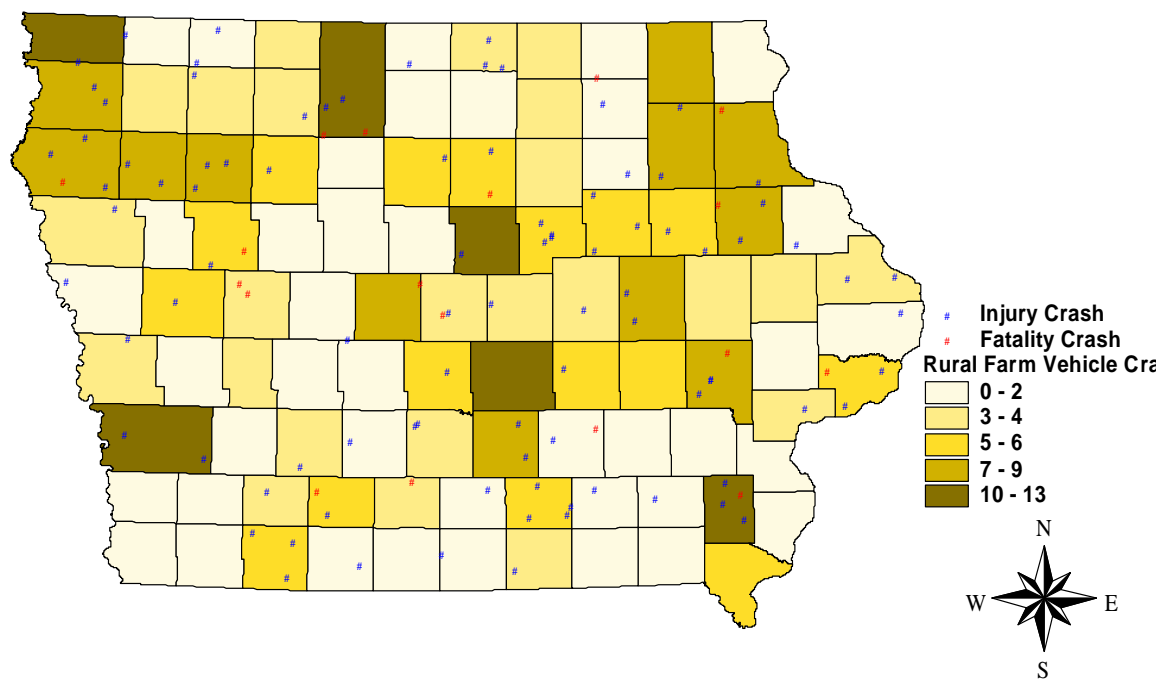 # Injury Crash
# Fatality Crash
Rural Farm Vehicle Cra
0 - 2
3 - 4
5 - 6
7 - 9
10 - 13
N
W E
S